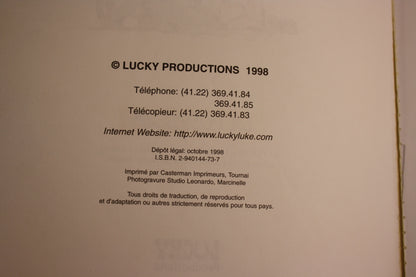 © LUCKY PRODUCTIONS 1998
Téléphone: (41.22) 369.41.84
369.41.85
Télécopieur: (41.22) 369.41.83
Internet Website: http://www.luckyluke.com
Dépôt légal: octobre 1998
I.S.B.N. 2-940144-73-7
Imprimé par Casterman Imprimeurs, Tournai
Photogravure Studio Leonardo, Marcinelle
Tous droits de traduction, de reproduction
et d'adaptation ou autres strictement réservés pour tous pays.
LUCKY